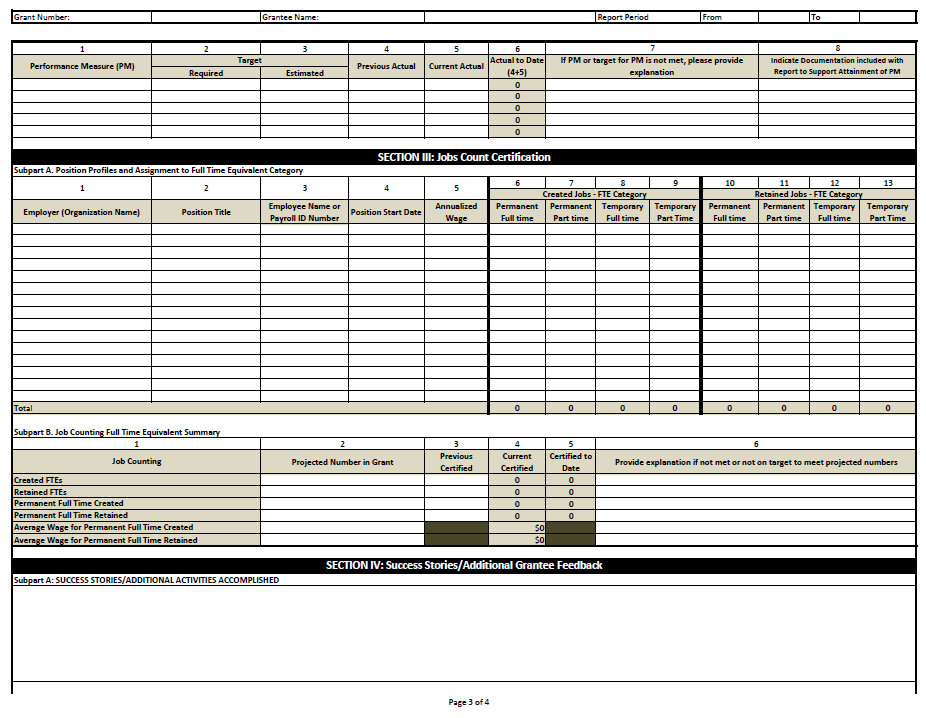 Grant Number: Grantee Name: Report Period From To
1 2 3 4 5 6 7 8
Performance Measure (PM) Target Previous Actual Current Actual Actual to Date (4+5) If PM or target for PM is not met, please provide explanation Indicate Documentation included with Report to Support Attainment of PM
Required Estimated
0
0
0
0
0
SECTION III: Jobs Count Certification
Subpart A. Position Profiles and Assignment to Full Time Equivalent Category
1 2 3 4 5 6 7 8 9 10 11 12 13
Created Jobs - FTE Category Retained Jobs - FTE Category
Employer (Organization Name) Position Title Employee Name or Payroll ID Number Position Start Date Annualized Wage Permanent Full time Permanent Part time Temporary Full time Temporary Part Time Permanent Full time Permanent Part time Temporary Full time Temporary Part Time
Total 0 0 0 0 0 0 0 0
Subpart B. Job Counting Full Time Equivalent Summary
1 2 3 4 5 6
Job Counting Projected Number in Grant Previous Certified Current Certified Certified to Date Provide explanation if not met or not on target to meet projected numbers
Created FTEs 0 0
Retained FTEs 0 0
Permanent Full Time Created 0 0
Permanent Full Time Retained 0 0
Average Wage for Permanent Full Time Created $0
Average Wage for Permanent Full Time Retained $0
SECTION IV: Success Stories/Additional Grantee Feedback
Subpart A: SUCCESS STORIES/ADDITIONAL ACTIVITIES ACCOMPLISHED
Page 3 of 4